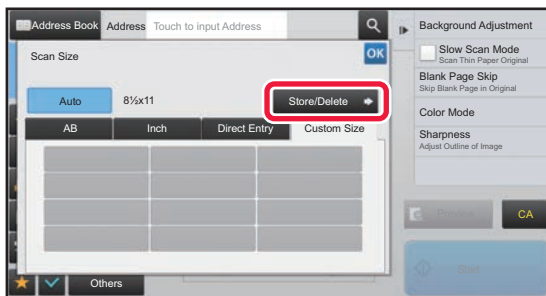 Address Book Address Touch to input Address
Scan Size
OK
Auto 8½x11 Store/Delete
AB Inch Direct Entry Custom Size
Others
Background Adjustment
Slow Scan Mode
Scan Thin Paper Original
Blank Page Skip
Skip Blank Page in Original
Color Mode
Sharpness
Adjust Outline of Image
Preview CA
Start